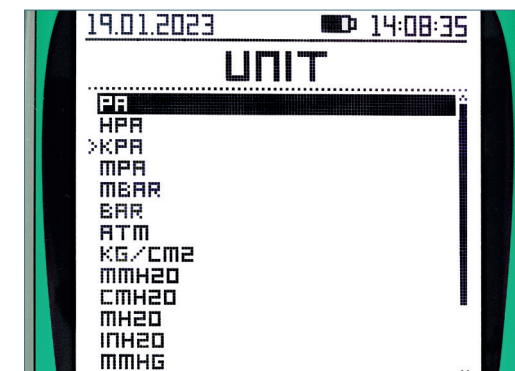 19.01.2023 14:08:35
UNIT
PA
HPA
>KPA
MPA
MBAR
BAR
ATM
KG/CM2
MMH2O
CMH2O
MH2O
INH2O
MMHG